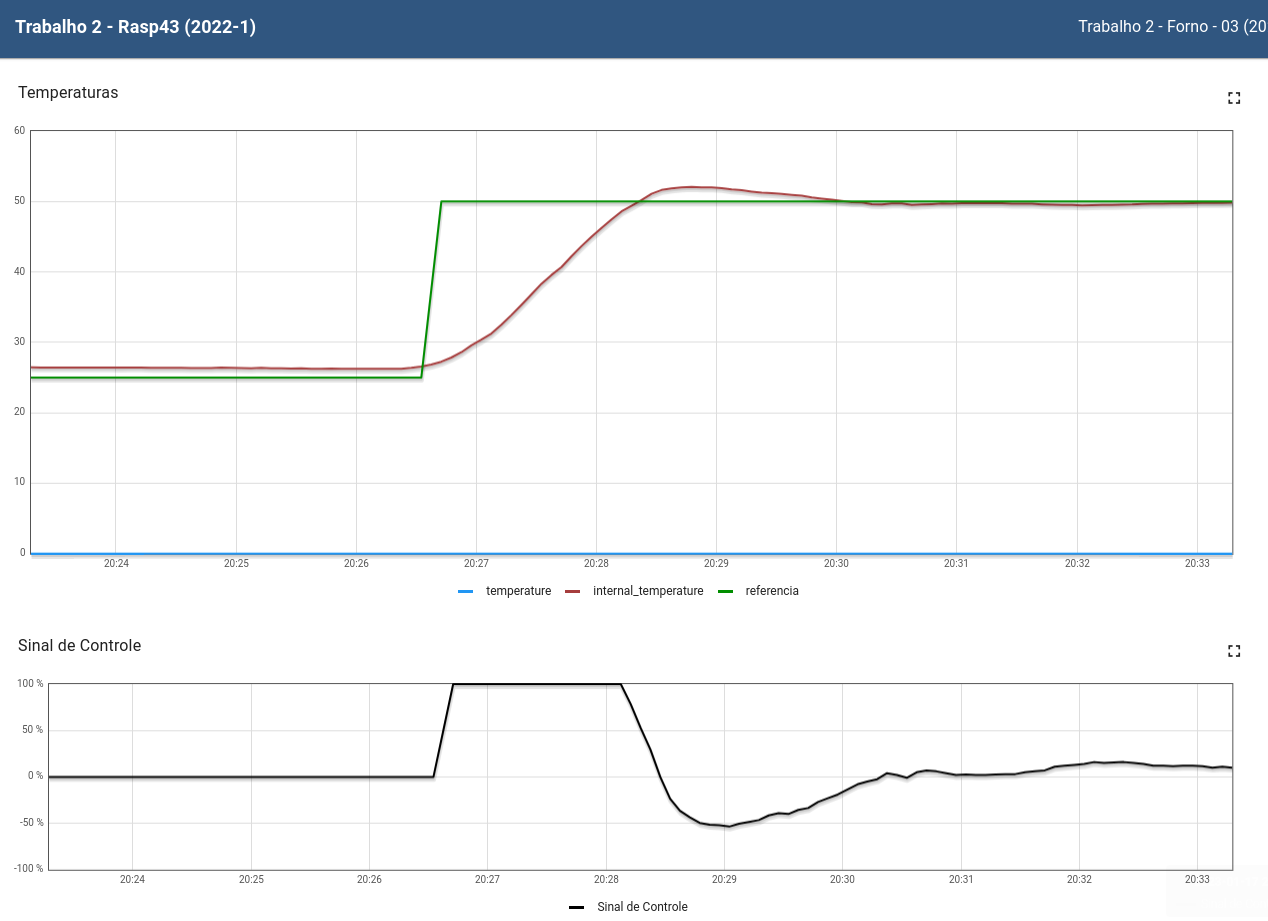 Trabalho 2 - Rasp43 (2022-1) Trabalho 2 - Forno - 03 (20
Temperaturas
60
50
40
30
20
10
0
20:24 20:25 20:26 20:27 20:28 20:29 20:30 20:31 20:32 20:33
temperature internal_temperature referencia
Sinal de Controle
100 %
50 %
0 %
-50 %
-100 %
20:24 20:25 20:26 20:27 20:28 20:29 20:30 20:31 20:32 20:33
Sinal de Controle